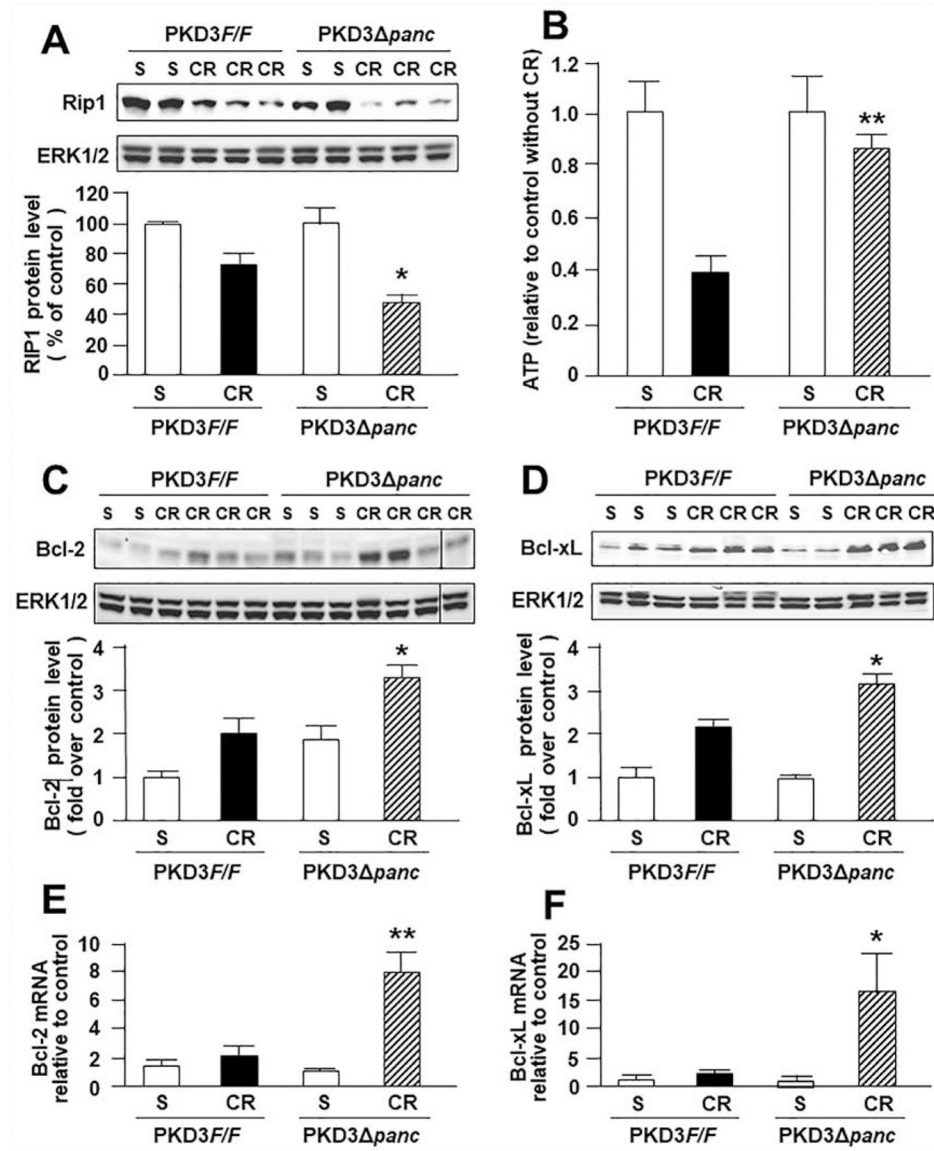 A
PKD3F/F PKD3Δpanc
S S CR CR CR S S CR CR CR
Rip1
ERK1/2
RIP1 protein level
( % of control )
120
100
80
60
40
20
0
*
S CR S CR
PKD3F/F PKD3Δpanc
B
ATP (relative to control without CR)
1.2
1.0
0.8
0.6
0.4
0.2
0
**
S CR S CR
PKD3F/F PKD3Δpanc
C
PKD3F/F PKD3Δpanc
S S CR CR CR S S S CR CR CR CR
Bcl-2
ERK1/2
Bcl-2 protein level
( fold over control )
4
3
2
1
0
*
S CR S CR
PKD3F/F PKD3Δpanc
D
PKD3F/F PKD3Δpanc
S S S CR CR CR S S CR CR CR
Bcl-xL
ERK1/2
Bcl-xL protein level
( fold over control )
4
3
2
1
0
*
S CR S CR
PKD3F/F PKD3Δpanc
E
Bcl-2 mRNA
relative to control
10
8
6
4
2
0
**
S CR S CR
PKD3F/F PKD3Δpanc
F
Bcl-xL mRNA
relative to control
25
20
15
10
5
0
*
S CR S CR
PKD3F/F PKD3Δpanc